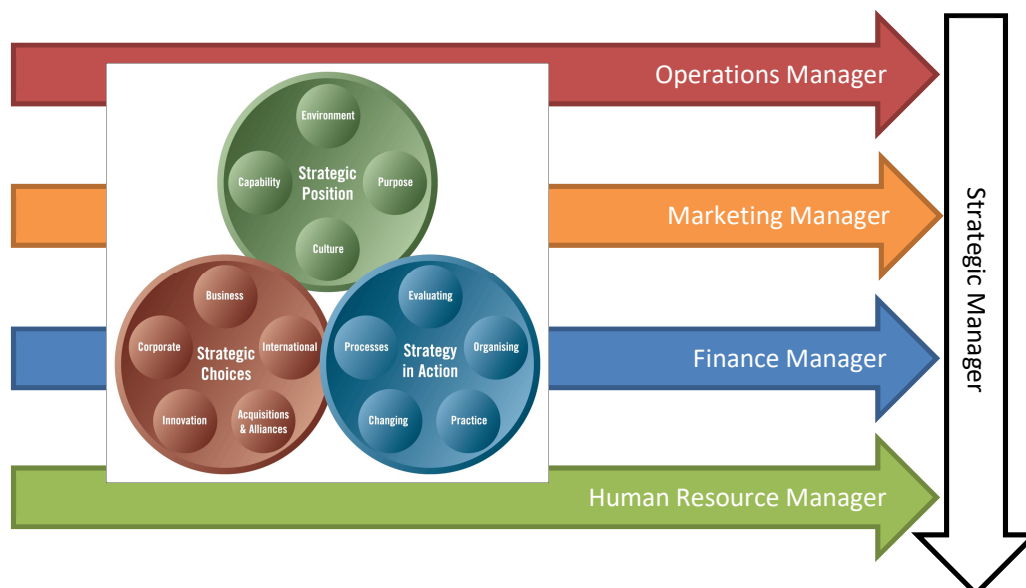 Operations Manager
Environment
Strategic
Position
Capability
Purpose
Culture
Marketing Manager
Business
Corporate
International
Strategic
Choices
Innovation
Acquisitions
& Alliances
Evaluating
Processes
Organising
Strategy
in Action
Changing
Practice
Finance Manager
Human Resource Manager
Strategic Manager